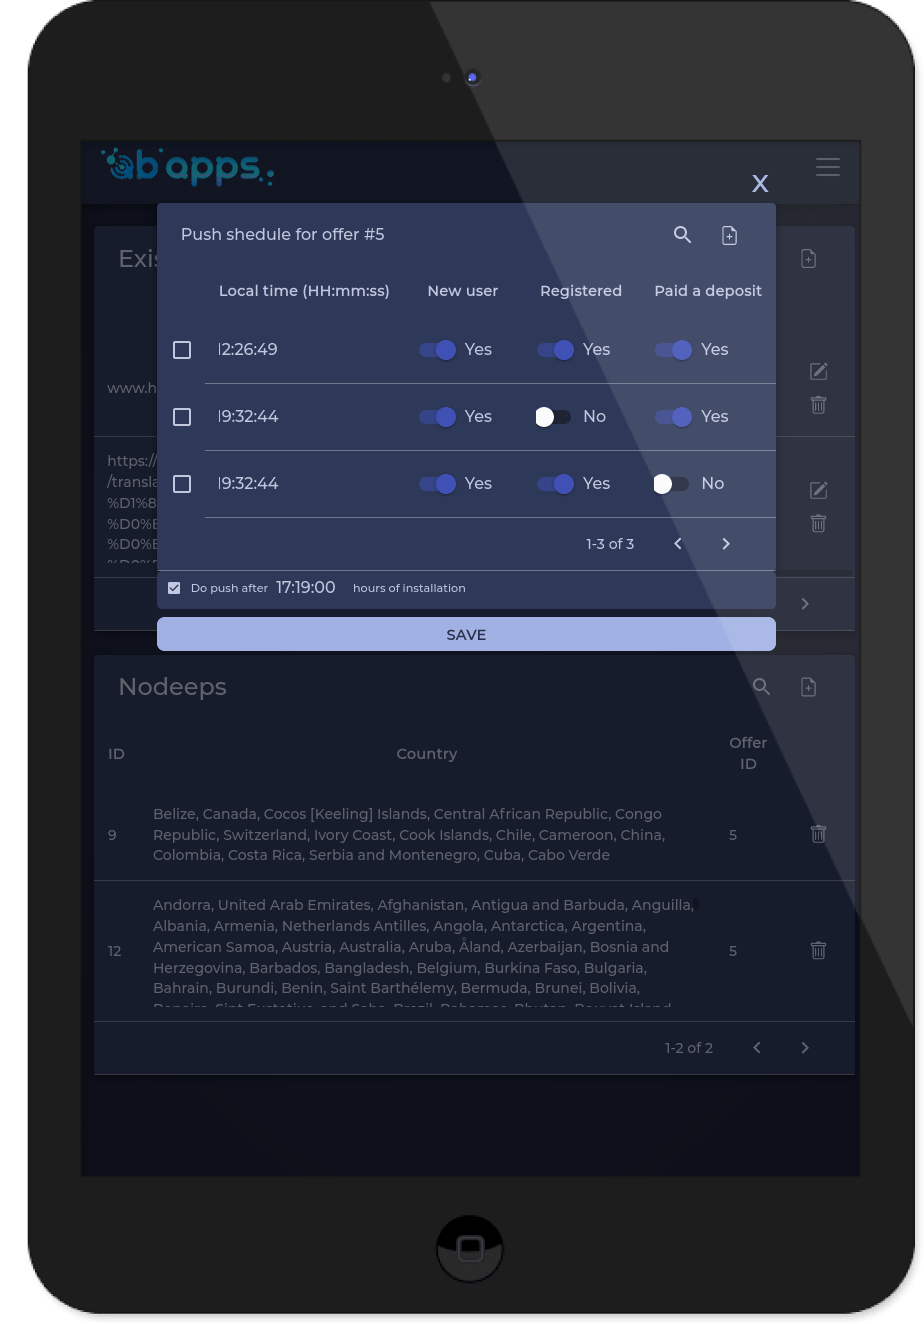 ab apps
X
Push shedule for offer #5
Local time (HH:mm:ss) New user Registered Paid a deposit
12:26:49 Yes Yes Yes
19:32:44 Yes No Yes
19:32:44 Yes Yes No
1-3 of 3
Do push after 17:19:00 hours of installation
SAVE
Exis
www.h
https://
/transla
%D1%8
%D0%E
%D0%E
Nodeeps
ID Country Offer
ID
9 Belize, Canada, Cocos [Keeling] Islands, Central African Republic, Congo
Republic, Switzerland, Ivory Coast, Cook Islands, Chile, Cameroon, China, 5
Colombia, Costa Rica, Serbia and Montenegro, Cuba, Cabo Verde
12 Andorra, United Arab Emirates, Afghanistan, Antigua and Barbuda, Anguilla,
Albania, Armenia, Netherlands Antilles, Angola, Antarctica, Argentina,
American Samoa, Austria, Australia, Aruba, Åland, Azerbaijan, Bosnia and 5
Herzegovina, Barbados, Bangladesh, Belgium, Burkina Faso, Bulgaria,
Bahrain, Burundi, Benin, Saint Barthélemy, Bermuda, Brunei, Bolivia,
1-2 of 2